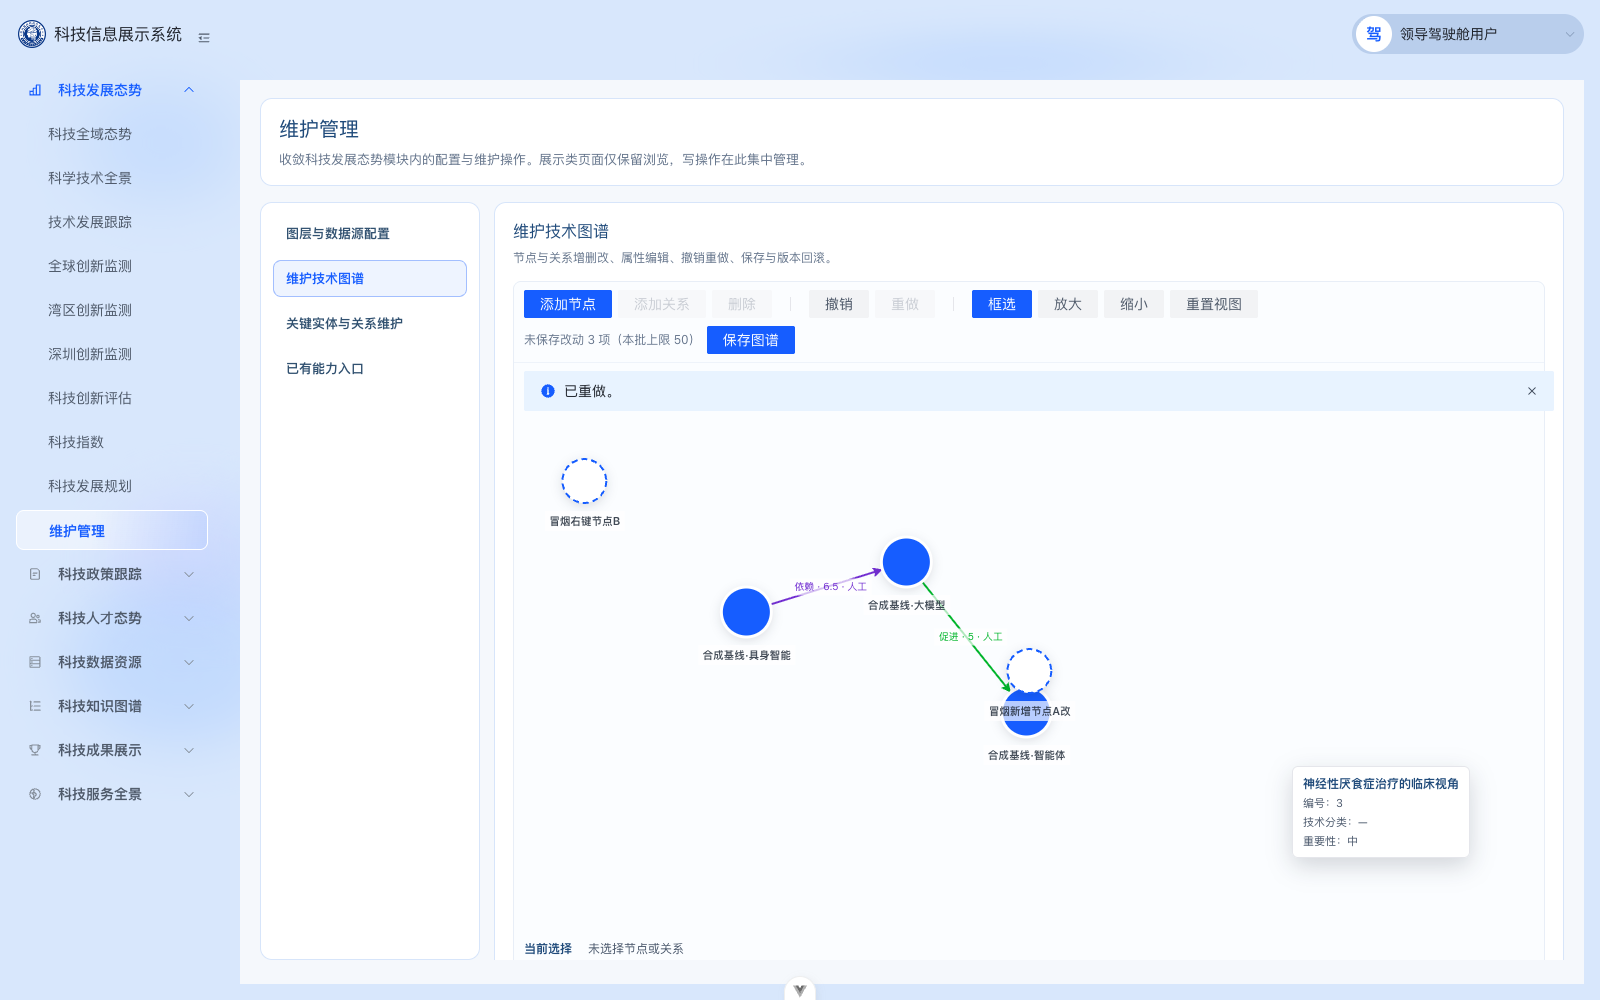 科技信息展示系统
驾 领导驾驶舱用户
科技发展态势
科技全域态势
科学技术全景
技术发展跟踪
全球创新监测
湾区创新监测
深圳创新监测
科技创新评估
科技指数
科技发展规划
维护管理
科技政策跟踪
科技人才态势
科技数据资源
科技知识图谱
科技成果展示
科技服务全景
维护管理
收敛科技发展态势模块内的配置与维护操作。展示类页面仅保留浏览，写操作在此集中管理。
图层与数据源配置
维护技术图谱
关键实体与关系维护
已有能力入口
维护技术图谱
节点与关系增删改、属性编辑、撤销重做、保存与版本回滚。
添加节点 添加关系 删除 撤销 重做 框选 放大 缩小 重置视图
未保存改动 3 项（本批上限 50） 保存图谱
已重做。
冒烟右键节点B
依赖 · 6.5 · 人工
合成基线·大模型
促进 · 5 · 人工
合成基线·具身智能
冒烟新增节点A改
合成基线·智能体
神经性厌食症治疗的临床视角
编号：3
技术分类：—
重要性：中
当前选择 未选择节点或关系